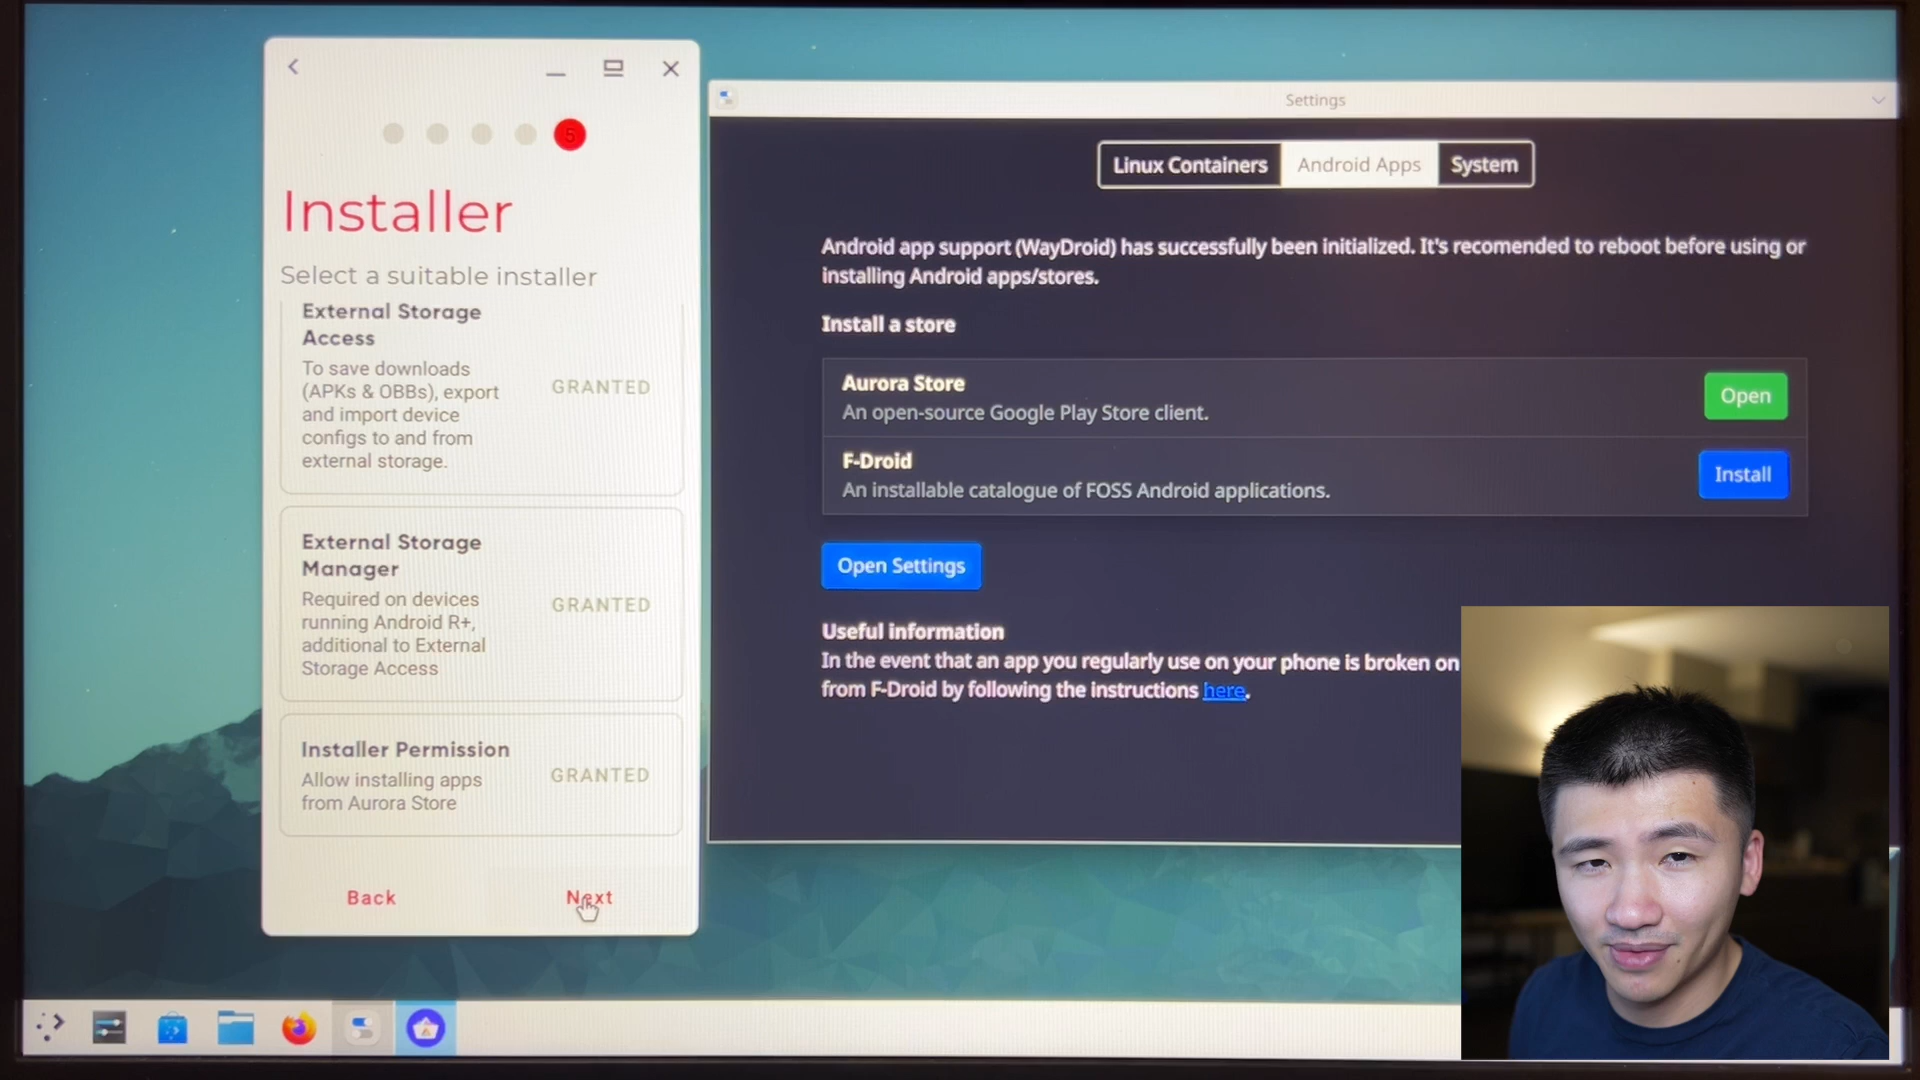 5
Installer
Select a suitable installer
External Storage
Access
To save downloads
(APKs & OBBs), export
and import device
configs to and from
external storage.
GRANTED
External Storage
Manager
Required on devices
running Android R+,
additional to External
Storage Access
GRANTED
Installer Permission
Allow installing apps
from Aurora Store
GRANTED
Back
Next
Settings
Linux Containers
Android Apps
System
Android app support (WayDroid) has successfully been initialized. It's recomended to reboot before using or
installing Android apps/stores.
Install a store
Aurora Store
An open-source Google Play Store client.
Open
F-Droid
An installable catalogue of FOSS Android applications.
Install
Open Settings
Useful information
In the event that an app you regularly use on your phone is broken on
from F-Droid by following the instructions here.